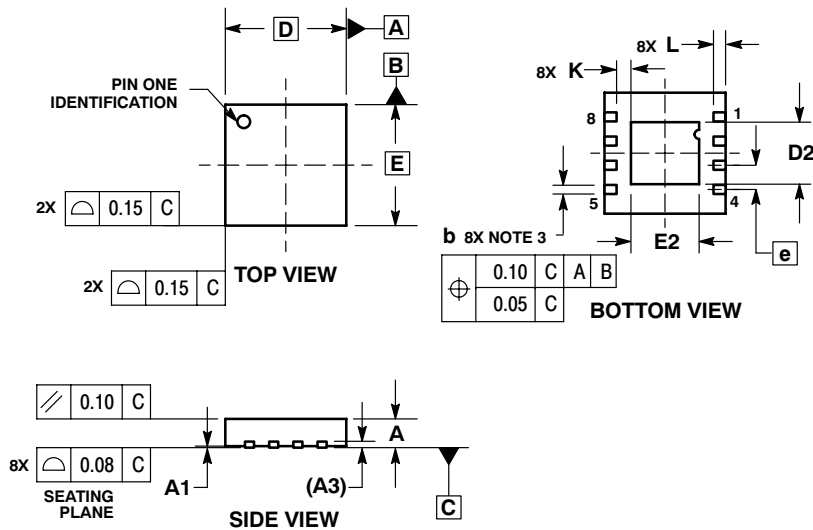 D
A
B
E
PIN ONE
IDENTIFICATION
2X ⌓ 0.15 C
2X ⌓ 0.15 C
TOP VIEW
8X L
8X K
8
1
D2
5
4
b 8X NOTE 3
E2
e
⌖ 0.10 C A B
0.05 C
BOTTOM VIEW
⫽ 0.10 C
A
8X ⌓ 0.08 C
SEATING
PLANE
A1
(A3)
C
SIDE VIEW